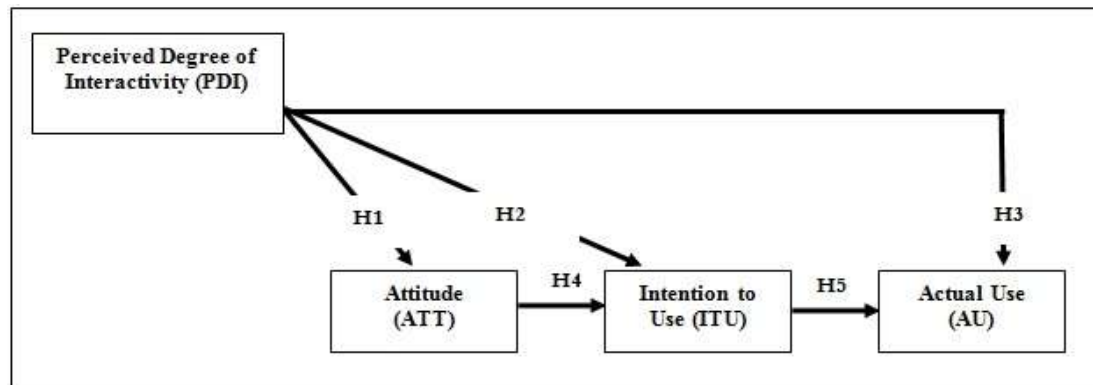 Perceived Degree of
Interactivity (PDI)
H1
H2
H3
Attitude
(ATT)
H4
Intention to
Use (ITU)
H5
Actual Use
(AU)